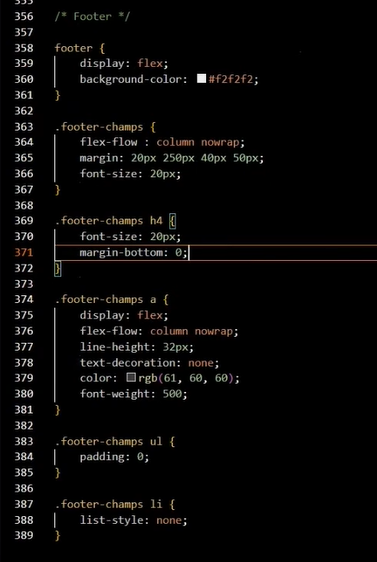 355
356 /* Footer */
357
358 footer {
359 display: flex;
360 background-color: #f2f2f2;
361 }
362
363 .footer-champs {
364 flex-flow : column nowrap;
365 margin: 20px 250px 40px 50px;
366 font-size: 20px;
367 }
368
369 .footer-champs h4 {
370 font-size: 20px;
371 margin-bottom: 0;
372 }
373
374 .footer-champs a {
375 display: flex;
376 flex-flow: column nowrap;
377 line-height: 32px;
378 text-decoration: none;
379 color: rgb(61, 60, 60);
380 font-weight: 500;
381 }
382
383 .footer-champs ul {
384 padding: 0;
385 }
386
387 .footer-champs li {
388 list-style: none;
389 }